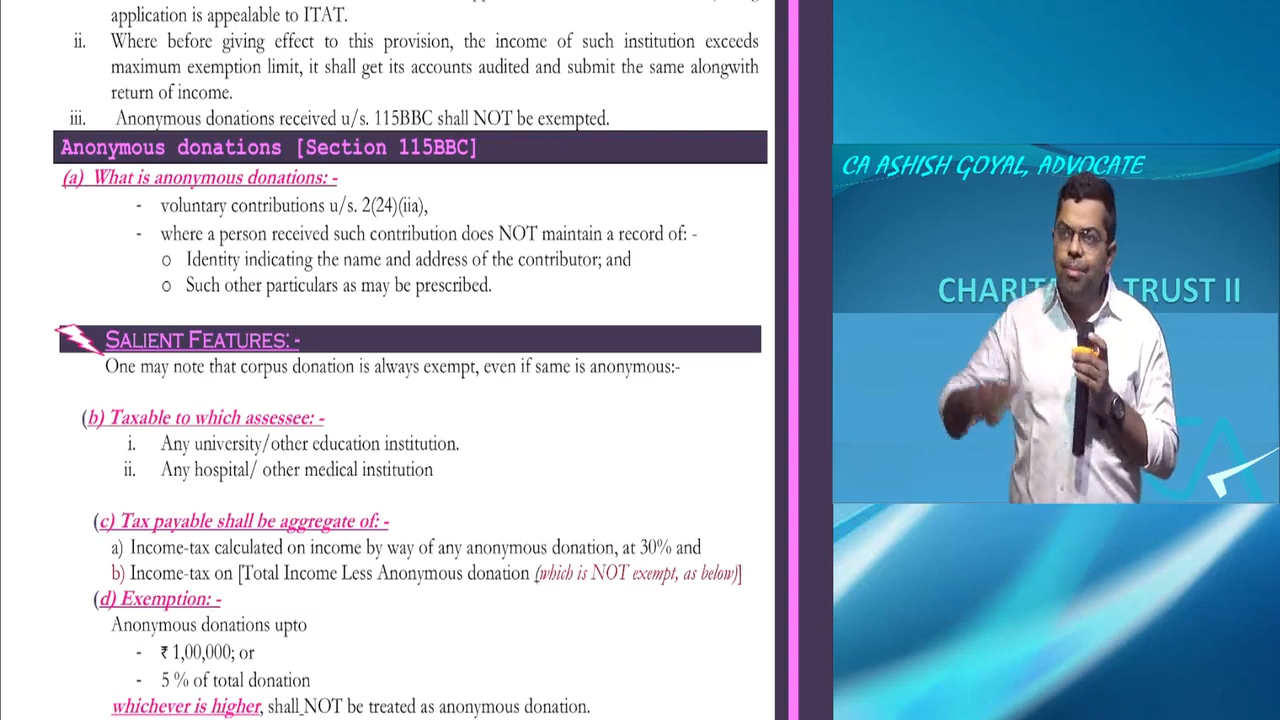 application is appealable to ITAT.
ii. Where before giving effect to this provision, the income of such institution exceeds
maximum exemption limit, it shall get its accounts audited and submit the same alongwith
return of income.
iii. Anonymous donations received u/s. 115BBC shall NOT be exempted.
Anonymous donations [Section 115BBC]
(a) What is anonymous donations: -
- voluntary contributions u/s. 2(24)(iia),
- where a person received such contribution does NOT maintain a record of: -
o Identity indicating the name and address of the contributor; and
o Such other particulars as may be prescribed.
SALIENT FEATURES: -
One may note that corpus donation is always exempt, even if same is anonymous:-
(b) Taxable to which assessee: -
i. Any university/other education institution.
ii. Any hospital/ other medical institution
(c) Tax payable shall be aggregate of: -
a) Income-tax calculated on income by way of any anonymous donation, at 30% and
b) Income-tax on [Total Income Less Anonymous donation (which is NOT exempt, as below)]
(d) Exemption: -
Anonymous donations upto
- ₹ 1,00,000; or
- 5 % of total donation
whichever is higher, shall NOT be treated as anonymous donation.
CA ASHISH GOYAL, ADVOCATE
TRUST II
CA